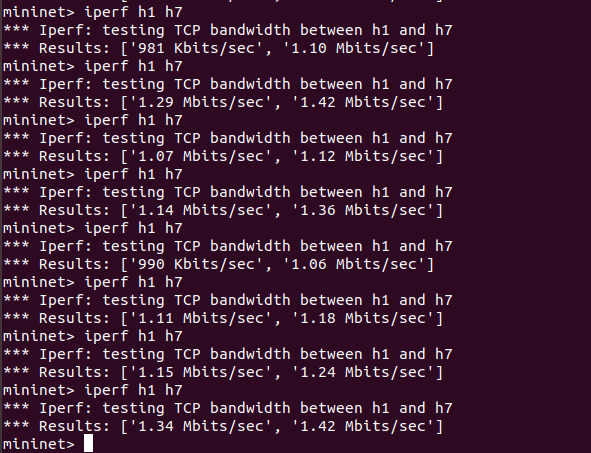 mininet> iperf h1 h7
*** Iperf: testing TCP bandwidth between h1 and h7
*** Results: ['981 Kbits/sec', '1.10 Mbits/sec']
mininet> iperf h1 h7
*** Iperf: testing TCP bandwidth between h1 and h7
*** Results: ['1.29 Mbits/sec', '1.42 Mbits/sec']
mininet> iperf h1 h7
*** Iperf: testing TCP bandwidth between h1 and h7
*** Results: ['1.07 Mbits/sec', '1.12 Mbits/sec']
mininet> iperf h1 h7
*** Iperf: testing TCP bandwidth between h1 and h7
*** Results: ['1.14 Mbits/sec', '1.36 Mbits/sec']
mininet> iperf h1 h7
*** Iperf: testing TCP bandwidth between h1 and h7
*** Results: ['990 Kbits/sec', '1.06 Mbits/sec']
mininet> iperf h1 h7
*** Iperf: testing TCP bandwidth between h1 and h7
*** Results: ['1.11 Mbits/sec', '1.18 Mbits/sec']
mininet> iperf h1 h7
*** Iperf: testing TCP bandwidth between h1 and h7
*** Results: ['1.15 Mbits/sec', '1.24 Mbits/sec']
mininet> iperf h1 h7
*** Iperf: testing TCP bandwidth between h1 and h7
*** Results: ['1.34 Mbits/sec', '1.42 Mbits/sec']
mininet>